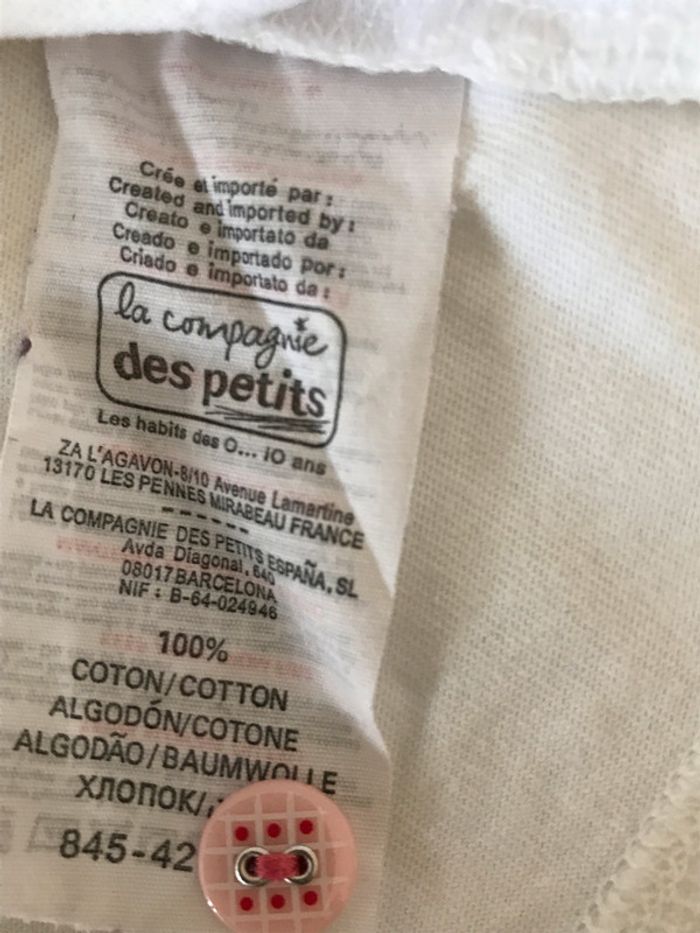 Crée et importé par:
Created and imported by:
Creato e importato da
Creado e importado por:
Criado e importato da:
la compagnie
des petits
Les habits des 0... 10 ans
ZA L'AGAVON-8/10 Avenue Lamartine
13170 LES PENNES MIRABEAU FRANCE
------
LA COMPAGNIE DES PETITS ESPAÑA, SL
Avda Diagonal, 640
08017 BARCELONA
NIF: B-64-024946
100%
COTON/COTTON
ALGODÓN/COTONE
ALGODÃO/BAUMWOLLE
ХЛОПОК/
845-42